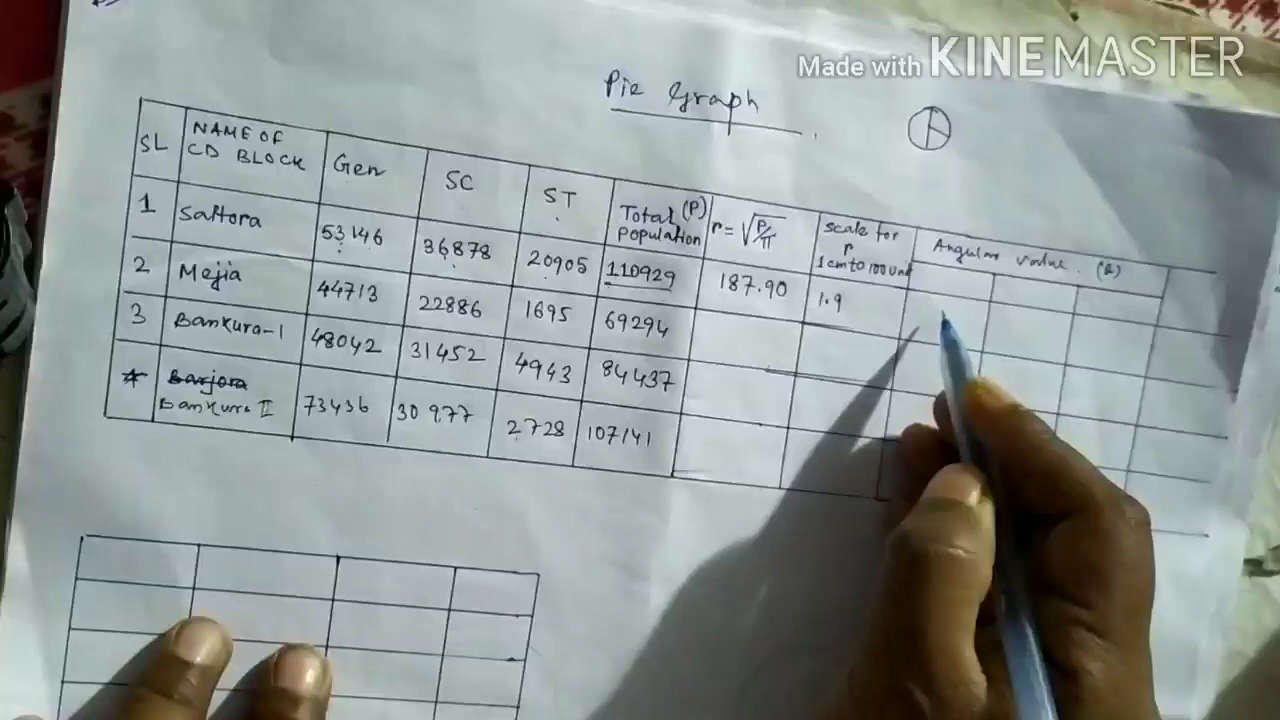 Made with KINEMASTER
Pie Graph
SL NAME OF CD BLOCK Gen SC ST Total (P) Population r = √P/π scale for r 1cm to 100 unit Angular value. (Q)
1 Saltora 53146 36878 20905 110929 187.90 1.9
2 Mejia 44713 22886 1695 69294
3 Bankura-1 48042 31452 4943 84437
Barjora
Bankura II 73436 30977 2728 107141